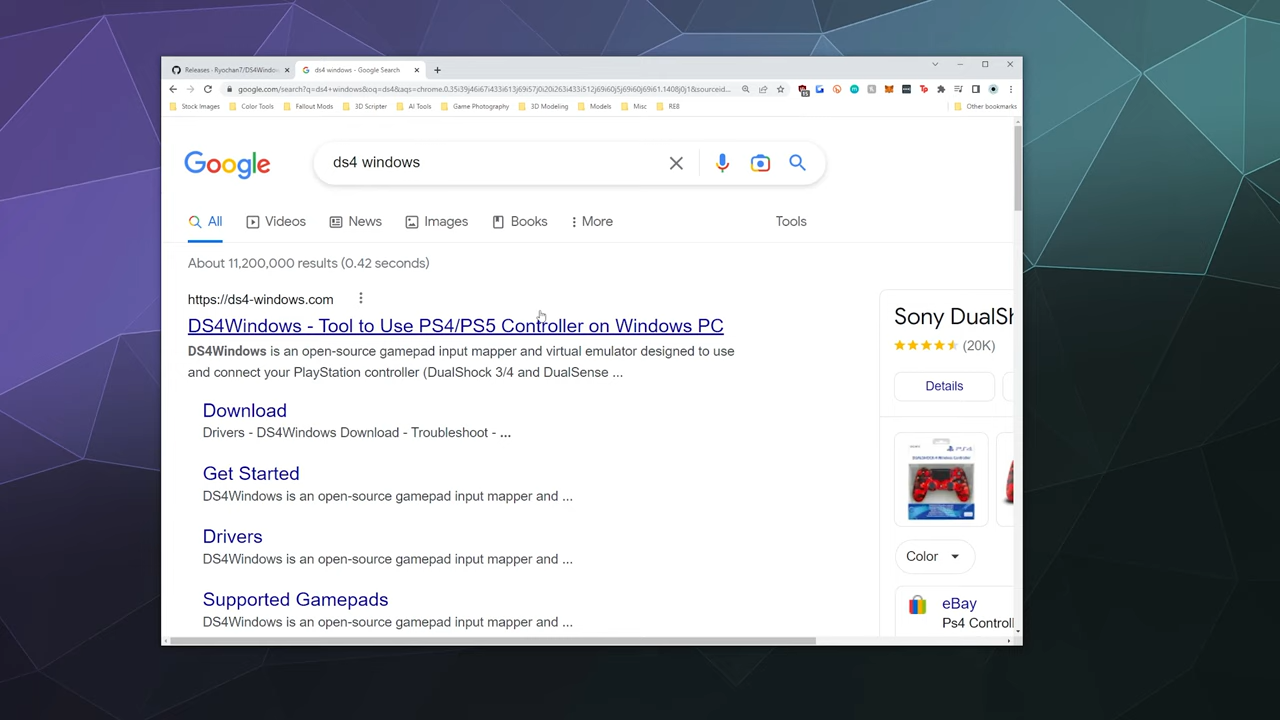 Releases · Ryochan7/DS4Window
ds4 windows - Google Search
Stock Images
Color Tools
Fallout Mods
3D Scripter
AI Tools
Game Photography
3D Modeling
Models
Misc
REB
Other bookmarks
Google
ds4 windows
All
Videos
News
Images
Books
More
Tools
About 11,200,000 results (0.42 seconds)
https://ds4-windows.com
DS4Windows - Tool to Use PS4/PS5 Controller on Windows PC
DS4Windows is an open-source gamepad input mapper and virtual emulator designed to use
and connect your PlayStation controller (DualShock 3/4 and DualSense ...
Download
Drivers - DS4Windows Download - Troubleshoot - ...
Get Started
DS4Windows is an open-source gamepad input mapper and ...
Drivers
DS4Windows is an open-source gamepad input mapper and ...
Supported Gamepads
DS4Windows is an open-source gamepad input mapper and ...
Sony DualSh
(20K)
Details
PS4
Color
eBay
Ps4 Control